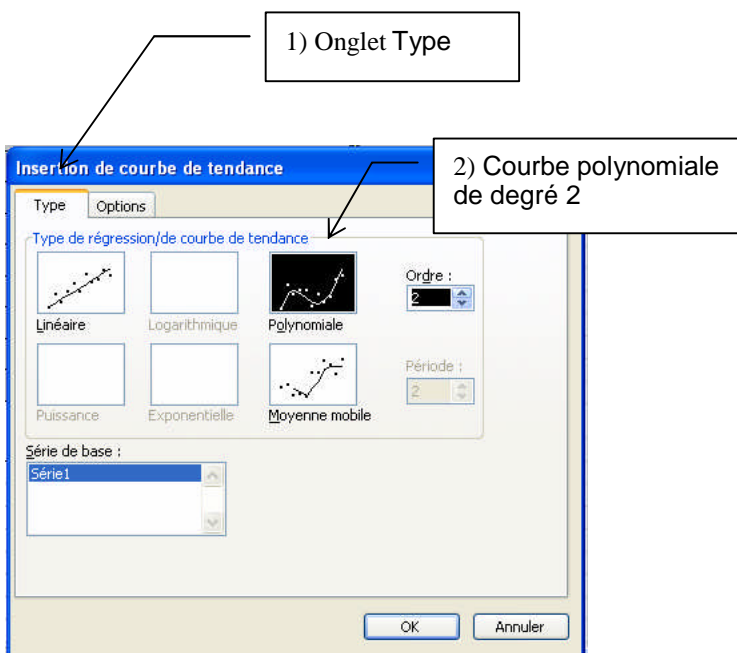 1) Onglet Type
2) Courbe polynomiale
de degré 2
Insertion de courbe de tendance
Type Options
Type de régression/de courbe de tendance
Ordre :
2
Linéaire Logarithmique Polynomiale
Période :
2
Puissance Exponentielle Moyenne mobile
Série de base :
Série1
OK Annuler